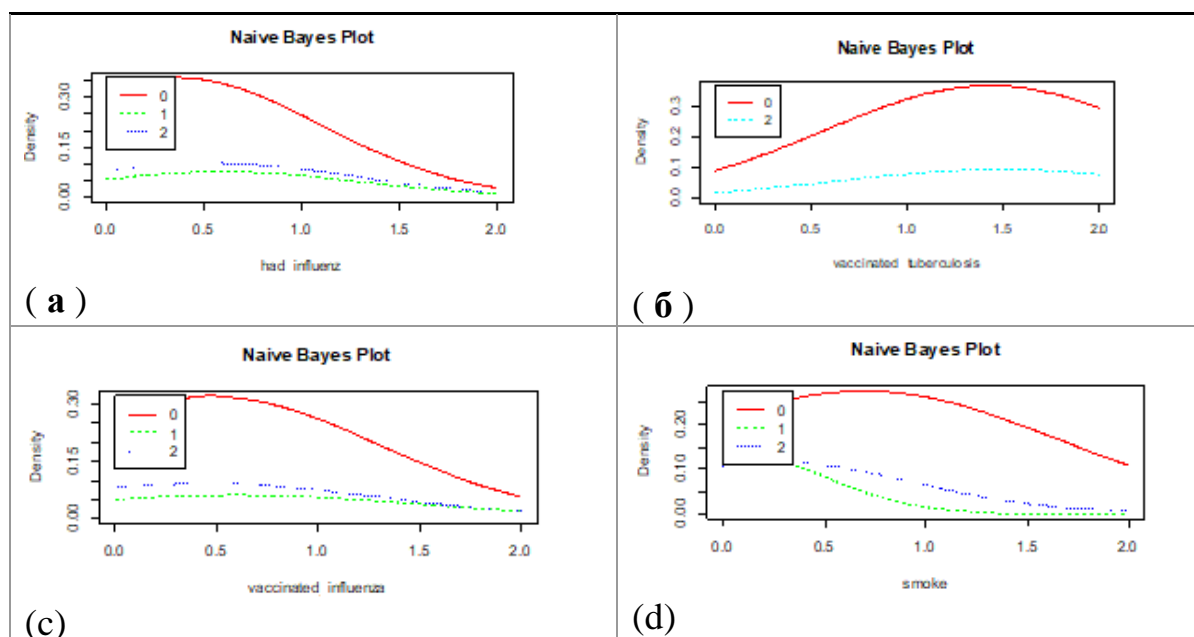 Naive Bayes Plot
Density
0.00 0.15 0.30
0
1
2
0.0 0.5 1.0 1.5 2.0
had influenz
( а )
Naive Bayes Plot
Density
0.0 0.1 0.2 0.3
0
2
0.0 0.5 1.0 1.5 2.0
vaccinated tuberculosis
( б )
Naive Bayes Plot
Density
0.00 0.15 0.30
0
1
2
0.0 0.5 1.0 1.5 2.0
vaccinated influenza
(c)
Naive Bayes Plot
Density
0.00 0.10 0.20
0
1
2
0.0 0.5 1.0 1.5 2.0
smoke
(d)